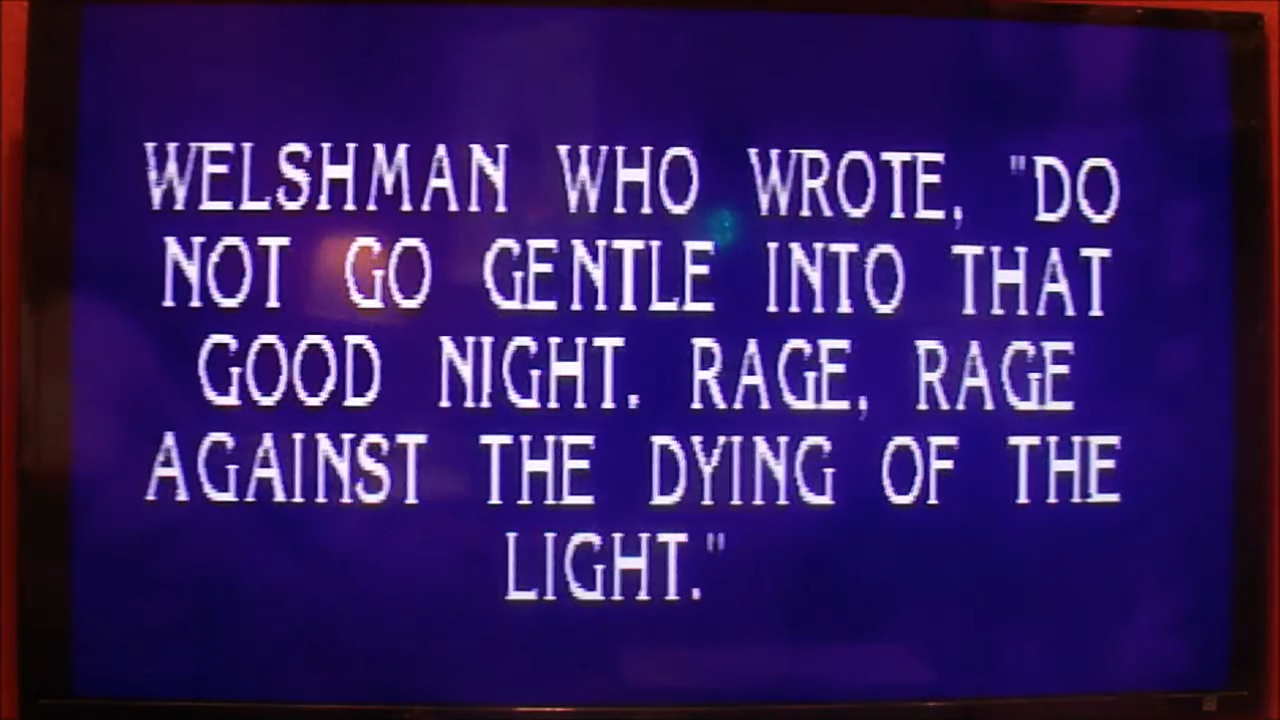 WELSHMAN WHO WROTE, "DO
NOT GO GENTLE INTO THAT
GOOD NIGHT. RAGE, RAGE
AGAINST THE DYING OF THE
LIGHT."